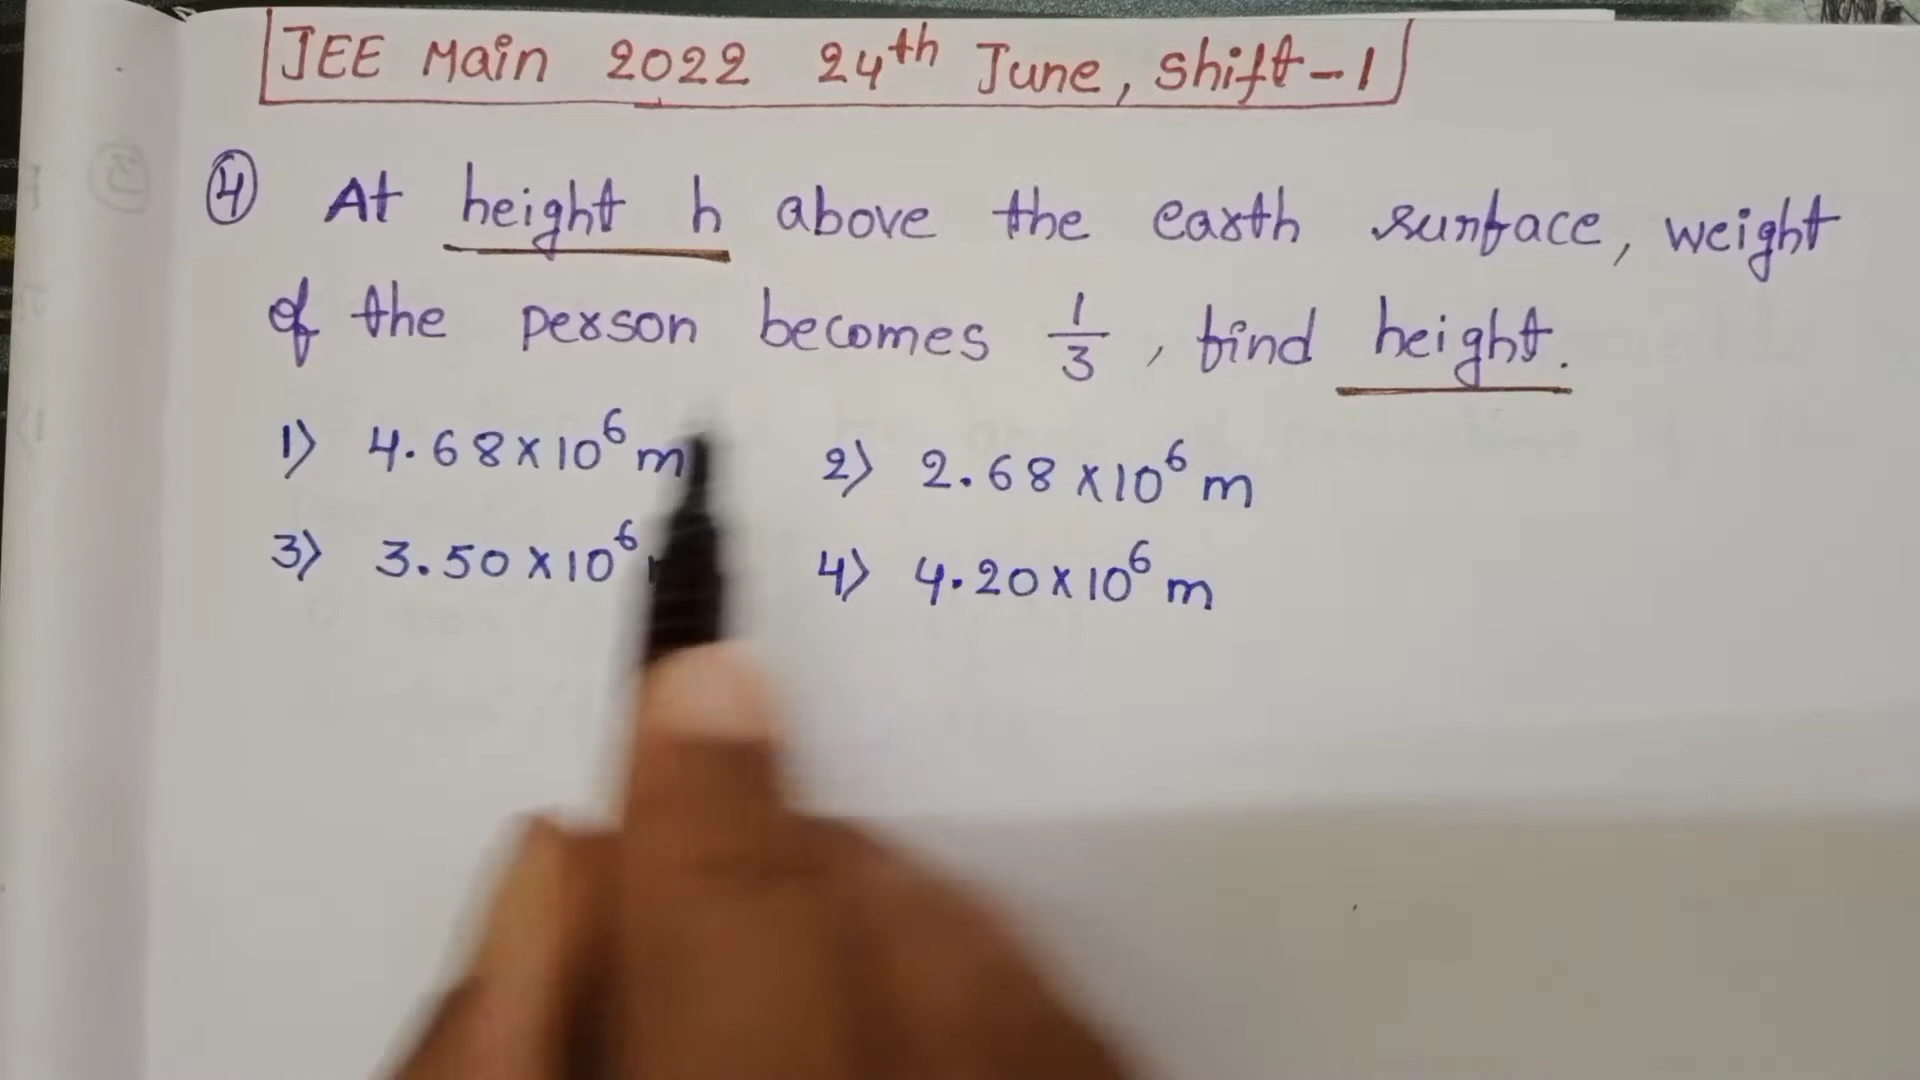 JEE Main 2022 24th June, Shift-1
④ At height h above the earth surface, weight
of the person becomes 1/3, find height.
1) 4.68×10⁶ m 2) 2.68×10⁶ m
3) 3.50×10⁶ 4) 4.20×10⁶ m